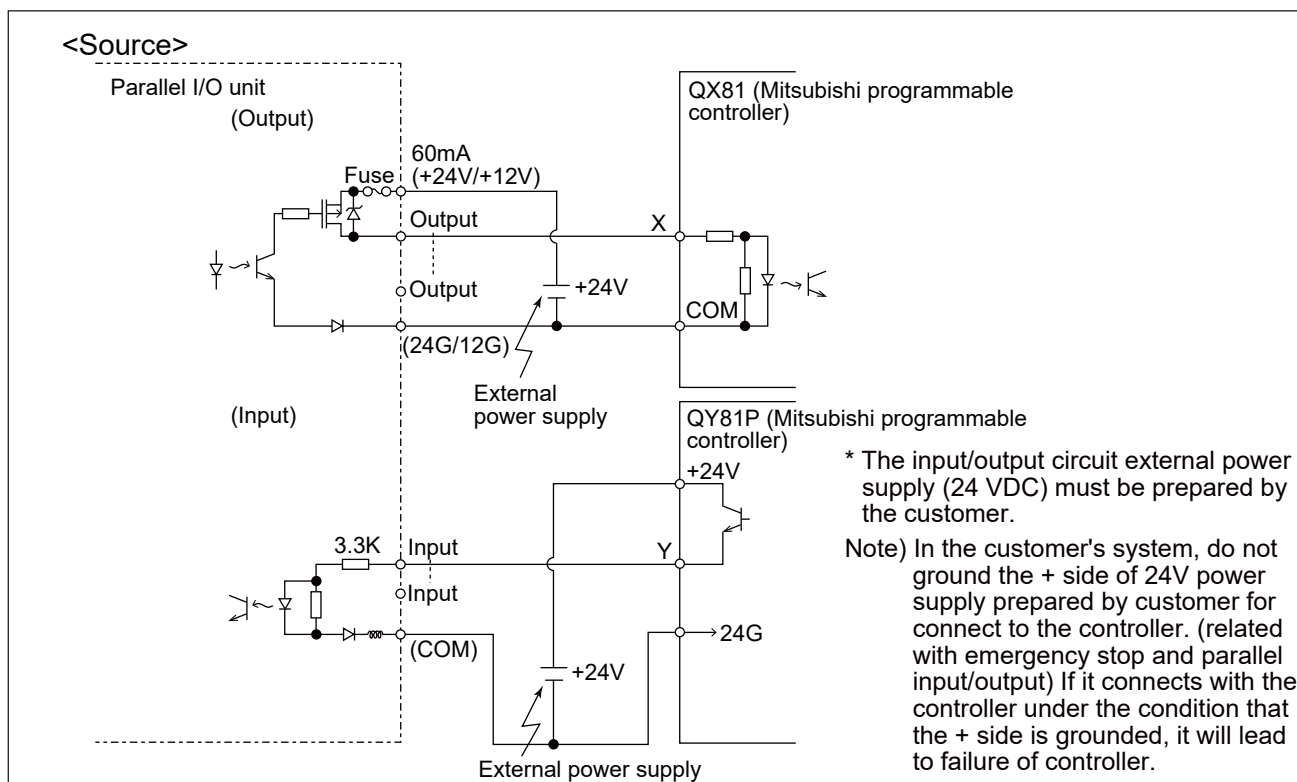 <Source>
Parallel I/O unit
(Output)
Fuse
60mA
(+24V/+12V)
Output
Output
(24G/12G)
+24V
External
power supply
QX81 (Mitsubishi programmable
controller)
X
COM
(Input)
3.3K
Input
Input
(COM)
+24V
External power supply
QY81P (Mitsubishi programmable
controller)
+24V
Y
24G
* The input/output circuit external power
supply (24 VDC) must be prepared by
the customer.
Note) In the customer's system, do not
ground the + side of 24V power
supply prepared by customer for
connect to the controller. (related
with emergency stop and parallel
input/output) If it connects with the
controller under the condition that
the + side is grounded, it will lead
to failure of controller.